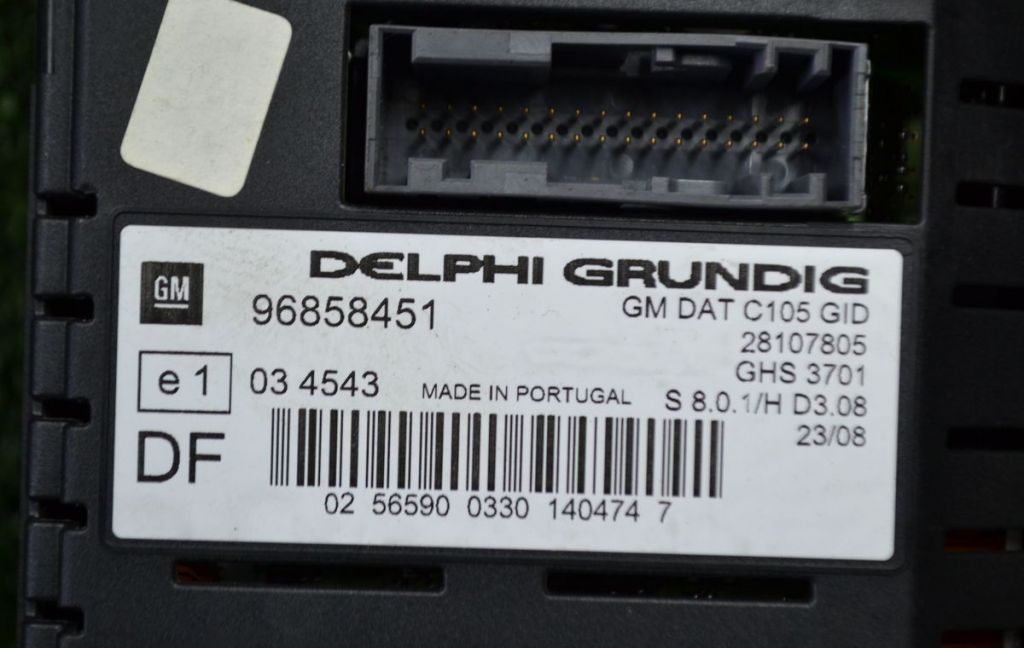 DELPHI GRUNDIG
GM
96858451
GM DAT C105 GID
28107805
GHS 3701
e1
03 4543
MADE IN PORTUGAL
S 8.0.1/H D3.08
23/08
DF
02 56590 0330 140474 7